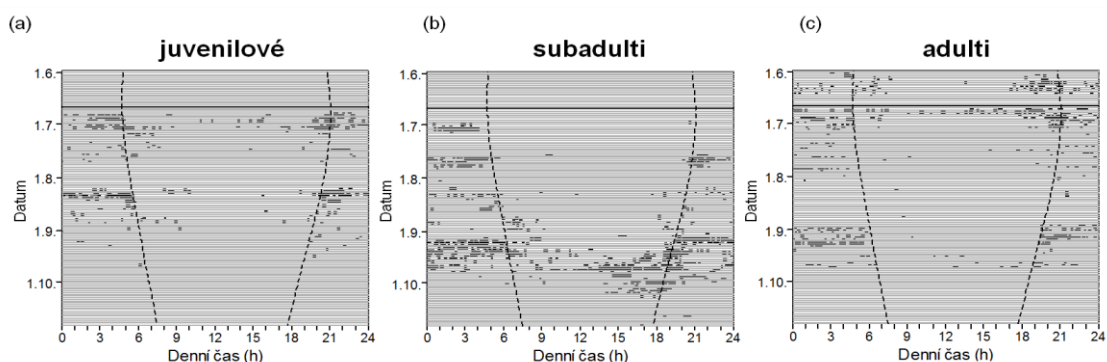 (a)
juvenilové
Datum
1.6.
1.7.
1.8.
1.9.
1.10.
0 3 6 9 12 15 18 21 24
Denní čas (h)
(b)
subadulti
Datum
1.6.
1.7.
1.8.
1.9.
1.10.
0 3 6 9 12 15 18 21 24
Denní čas (h)
(c)
adulti
Datum
1.6.
1.7.
1.8.
1.9.
1.10.
0 3 6 9 12 15 18 21 24
Denní čas (h)